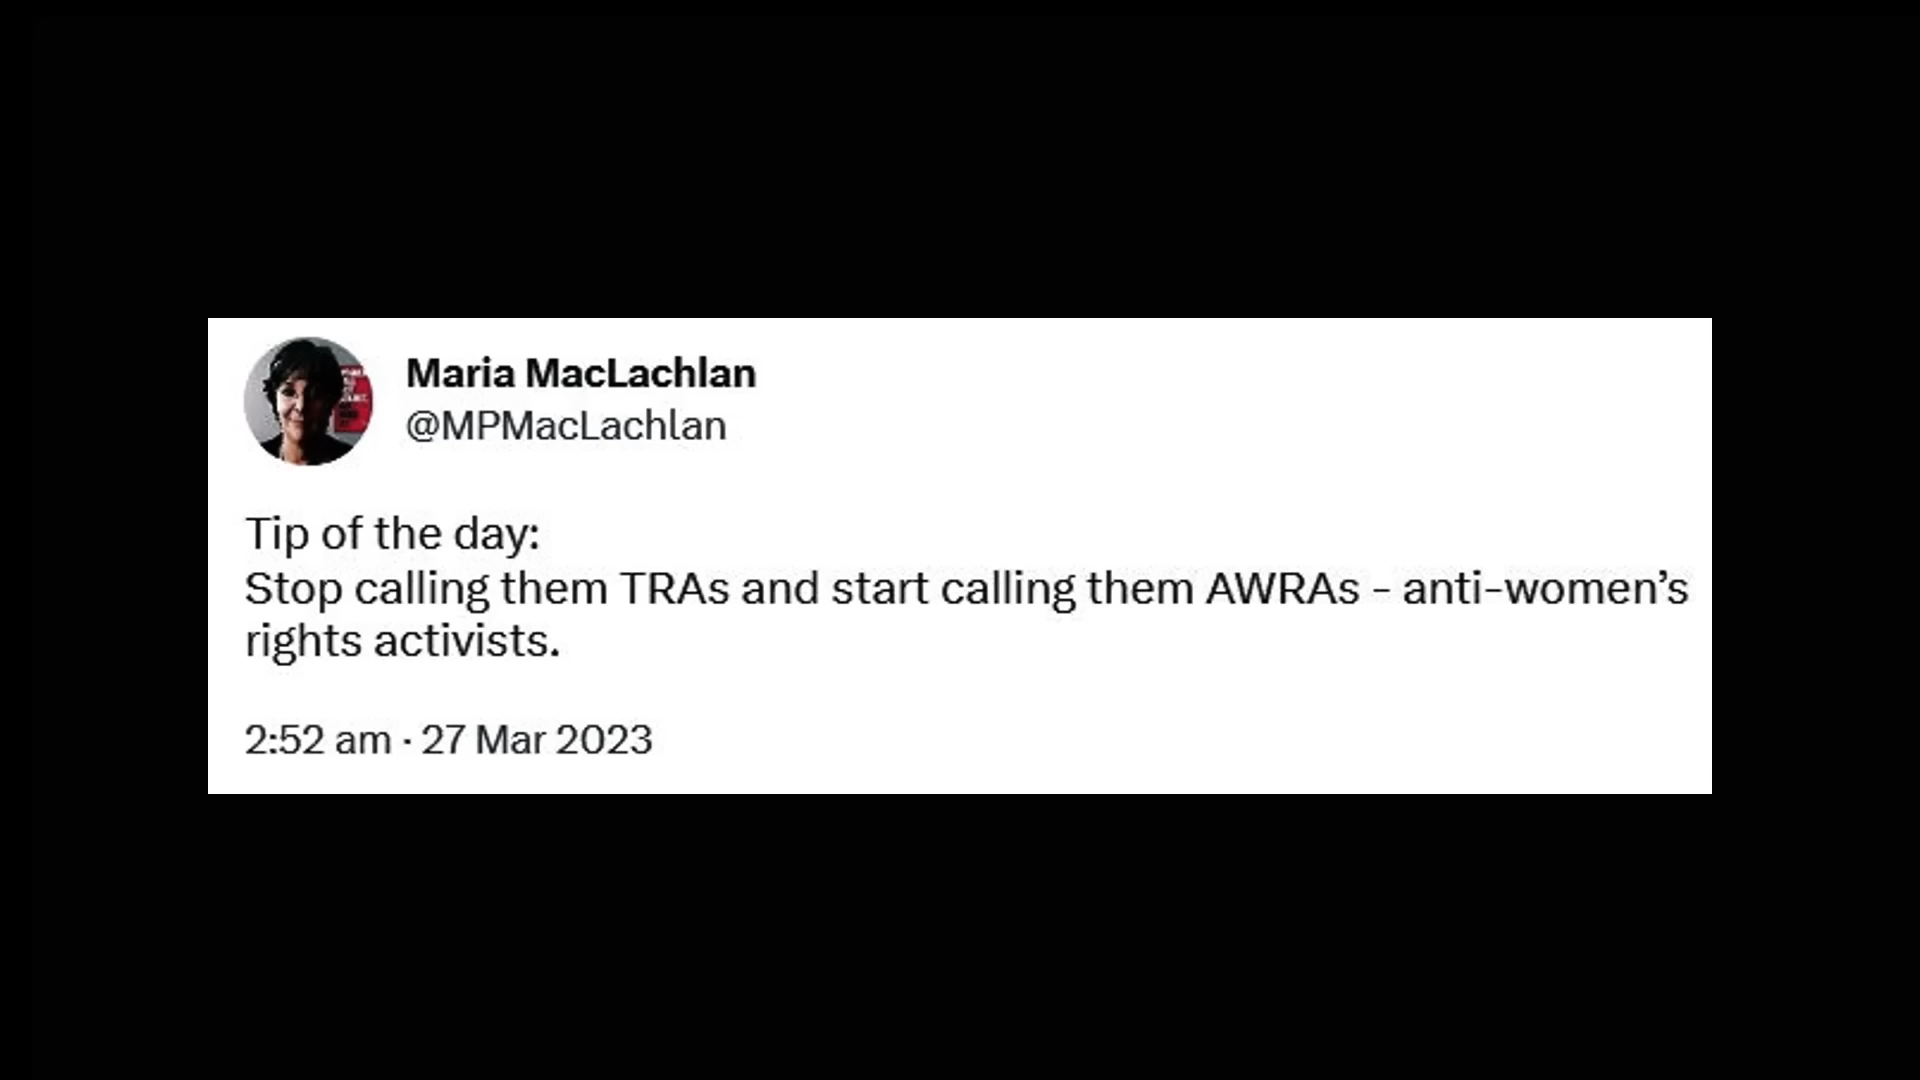 Maria MacLachlan
@MPMacLachlan
Tip of the day:
Stop calling them TRAs and start calling them AWRAs - anti-women’s
rights activists.
2:52 am · 27 Mar 2023